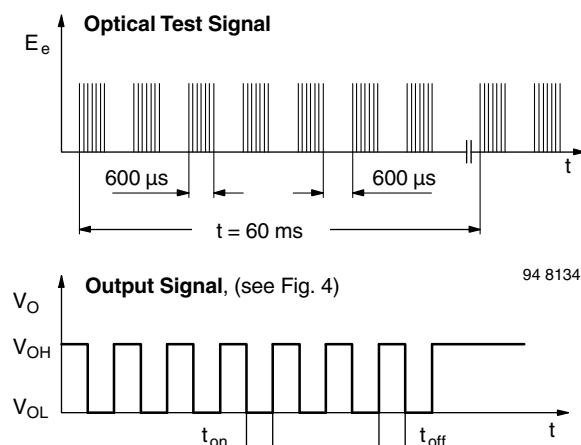 Optical Test Signal
E e
t
600 µs
600 µs
t = 60 ms
94 8134
Output Signal, (see Fig. 4)
V O
V OH
V OL
t on
t off
t